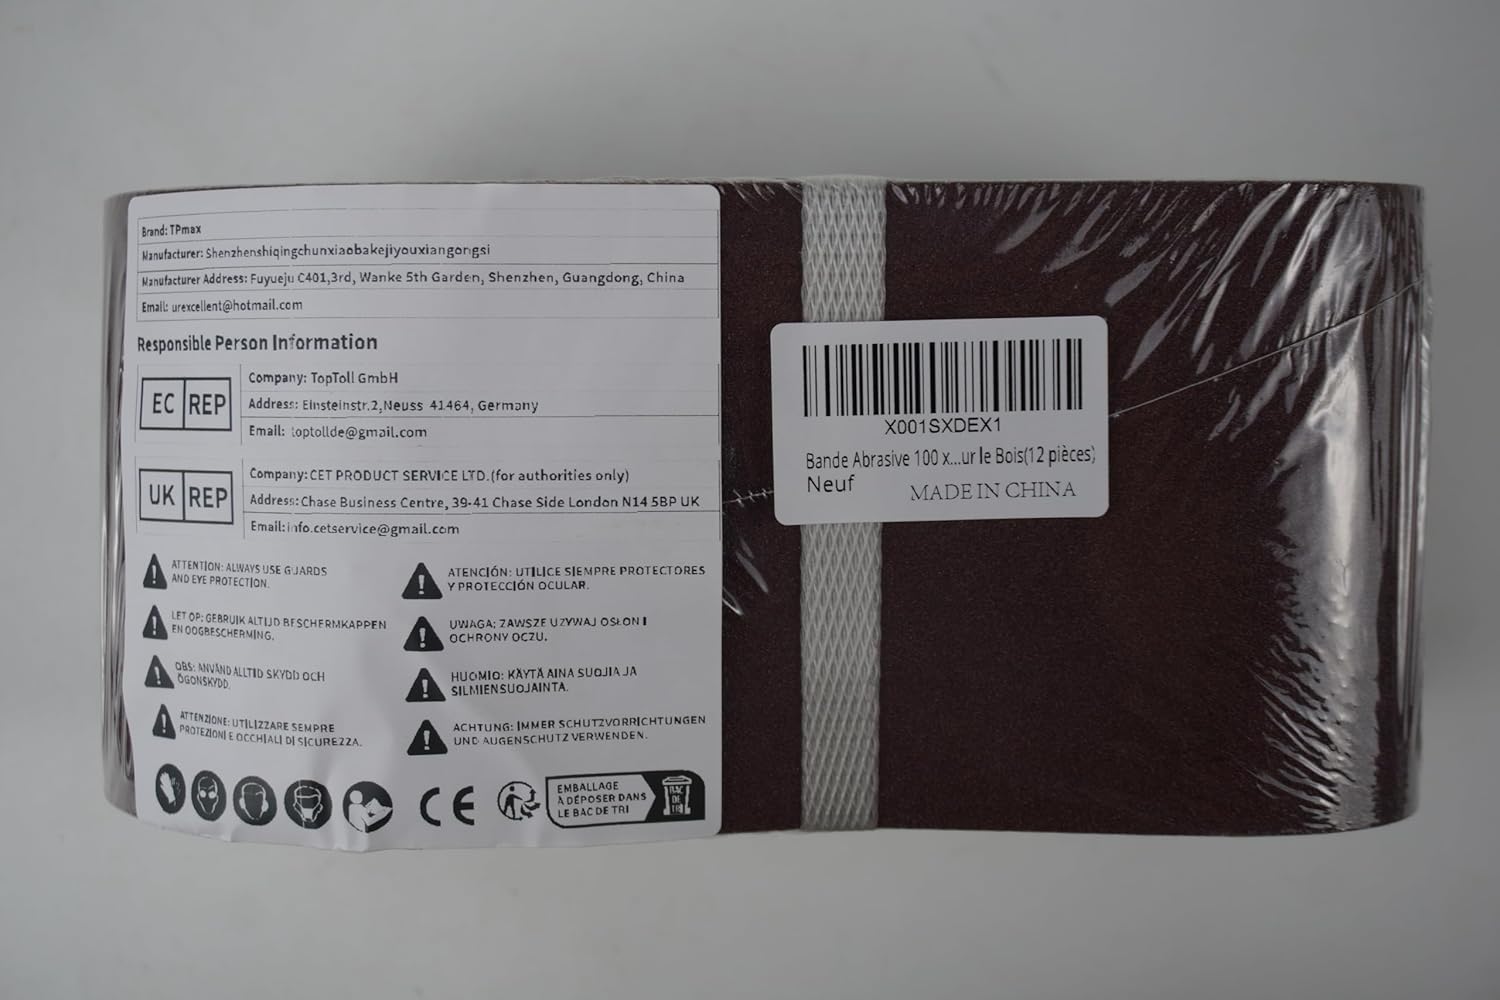 Brand: TPmax
Manufacturer: Shenzhenshiqingchunxiaobakejiyouxiangongsi
Manufacturer Address: Fuyueju C401,3rd, Wanke 5th Garden, Shenzhen, Guangdong, China
Email: urexcellent@hotmail.com
Responsible Person Information
EC REP
Company: TopToll GmbH
Address: Einsteinstr.2,Neuss 41464, Germany
Email: toptollde@gmail.com
UK REP
Company: CET PRODUCT SERVICE LTD.(for authorities only)
Address: Chase Business Centre, 39-41 Chase Side London N14 5BP UK
Email: info.cetservice@gmail.com
ATTENTION: ALWAYS USE GUARDS
AND EYE PROTECTION.
LET OP: GEBRUIK ALTIJD BESCHERMKAPPEN
EN OOGBESCHERMING.
OBS: ANVÄND ALLTID SKYDD OCH
ÖGONSKYDD.
ATTENZIONE: UTILIZZARE SEMPRE
PROTEZIONI E OCCHIALI DI SICUREZZA.
ATENCIÓN: UTILICE SIEMPRE PROTECTORES
Y PROTECCIÓN OCULAR.
UWAGA: ZAWSZE UŻYWAJ OSŁON I
OCHRONY OCZU.
HUOMIO: KÄYTÄ AINA SUOJIA JA
SILMIENSUOJAINTA.
ACHTUNG: IMMER SCHUTZVORRICHTUNGEN
UND AUGENSCHUTZ VERWENDEN.
CE
EMBALLAGE
À DÉPOSER DANS
LE BAC DE TRI
BAC
DE
TRI
X001SXDEX1
Bande Abrasive 100 x...ur le Bois(12 pièces)
Neuf
MADE IN CHINA